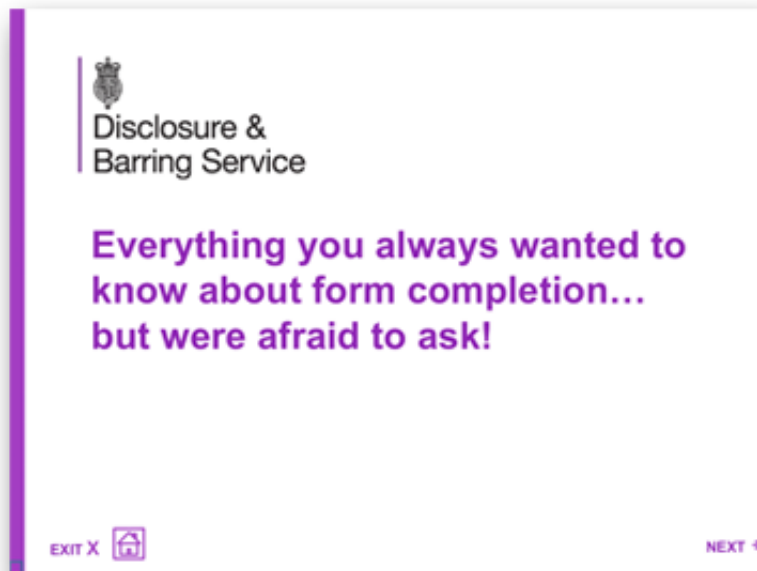 Disclosure &
Barring Service
Everything you always wanted to
know about form completion…
but were afraid to ask!
EXIT X
NEXT